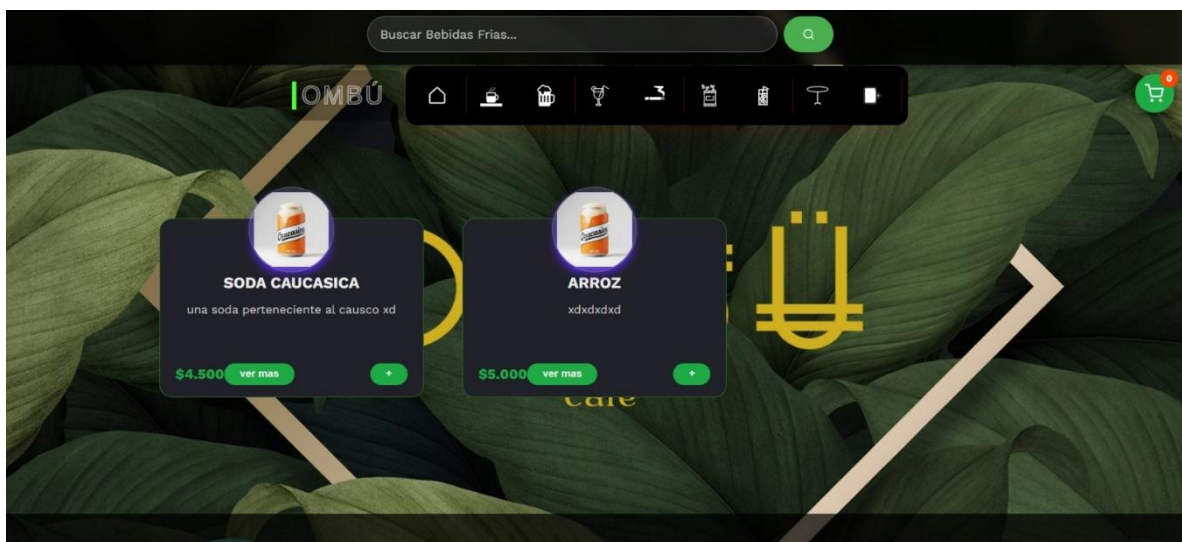 Buscar Bebidas Frias...
OMBÚ
0
SODA CAUCASICA
una soda perteneciente al causco xd
$4.500
ver mas
+
ARROZ
xdxdxdxd
$5.000
ver mas
+
café